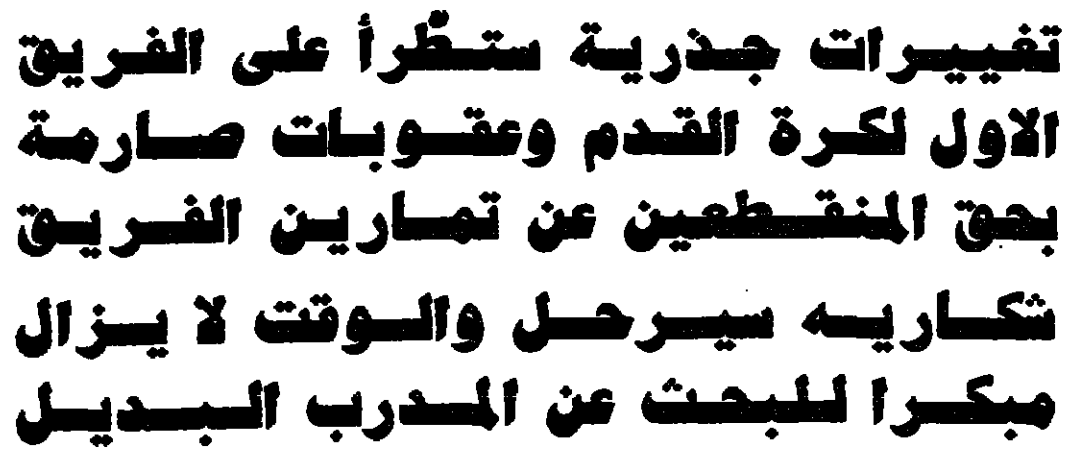 تغييرات جذرية ستطرأ على الفريق
الاول لكرة القدم وعقوبات صارمة
بحق المنقطعين عن تمارين الفريق
شكاريه سيرحل والوقت لا يزال
مبكرا للبحث عن المدرب البديل